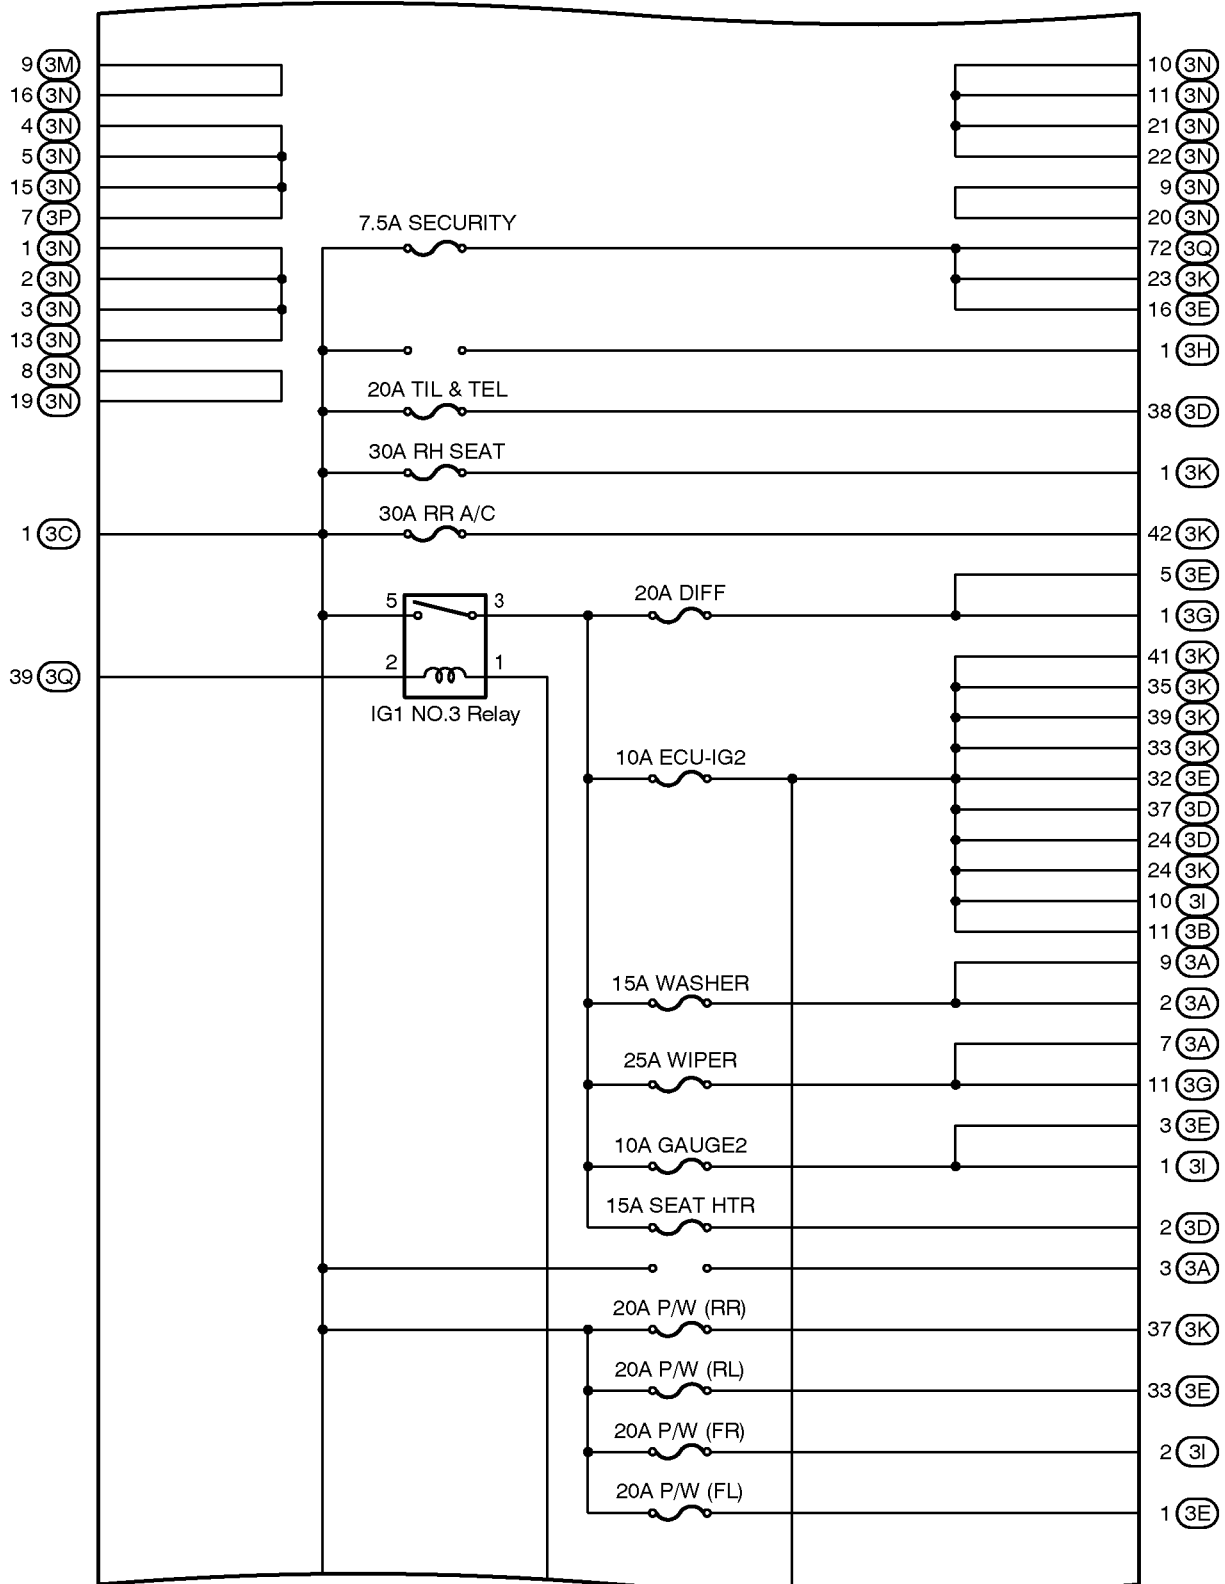 9 3M
16 3N
4 3N
5 3N
15 3N
7 3P
1 3N
2 3N
3 3N
13 3N
8 3N
19 3N
1 3C
39 3Q
7.5A SECURITY
20A TIL & TEL
30A RH SEAT
30A RR A/C
5 3
2 1
IG1 NO.3 Relay
20A DIFF
10A ECU-IG2
15A WASHER
25A WIPER
10A GAUGE2
15A SEAT HTR
20A P/W (RR)
20A P/W (RL)
20A P/W (FR)
20A P/W (FL)
10 3N
11 3N
21 3N
22 3N
9 3N
20 3N
72 3Q
23 3K
16 3E
1 3H
38 3D
1 3K
42 3K
5 3E
1 3G
41 3K
35 3K
39 3K
33 3K
32 3E
37 3D
24 3D
24 3K
10 3I
11 3B
9 3A
2 3A
7 3A
11 3G
3 3E
1 3I
2 3D
3 3A
37 3K
33 3E
2 3I
1 3E